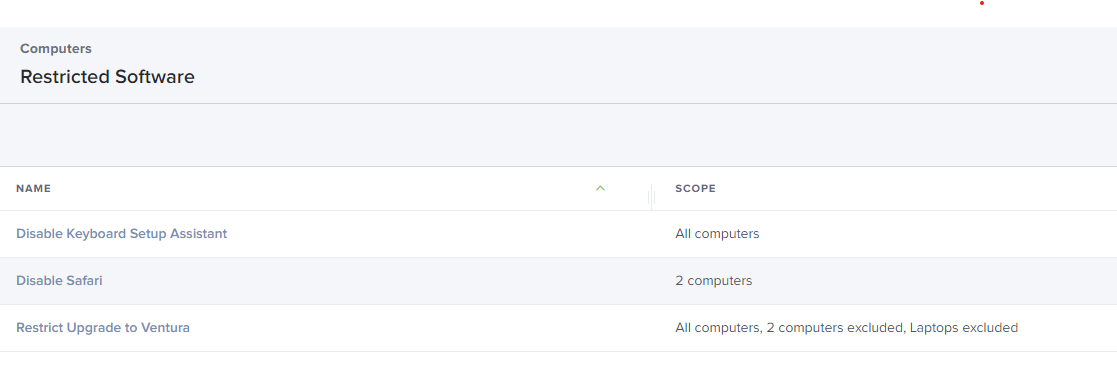 Computers
Restricted Software
NAME SCOPE
Disable Keyboard Setup Assistant All computers
Disable Safari 2 computers
Restrict Upgrade to Ventura All computers, 2 computers excluded, Laptops excluded